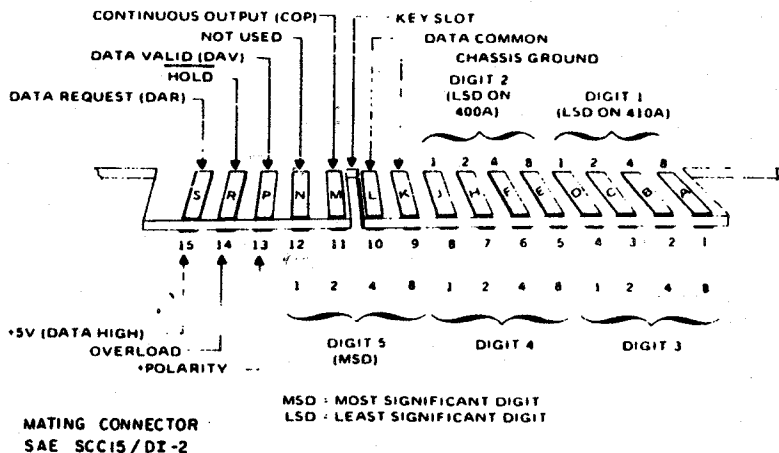 CONTINUOUS OUTPUT (COP)
KEY SLOT
NOT USED
DATA COMMON
DATA VALID (DAV)
CHASSIS GROUND
HOLD
DIGIT 2
(LSD ON
400A)
DIGIT 1
(LSD ON 410A)
DATA REQUEST (DAR)
1 2 4 8 1 2 4 8
S R P N M L K J H F E D C B A
15 14 13 12 11 10 9 8 7 6 5 4 3 2 1
1 2 4 8 1 2 4 8 1 2 4 8
+5V (DATA HIGH)
OVERLOAD
+POLARITY
DIGIT 5
(MSD)
DIGIT 4
DIGIT 3
MSD = MOST SIGNIFICANT DIGIT
LSD = LEAST SIGNIFICANT DIGIT
MATING CONNECTOR
SAE SCC15/DI-2